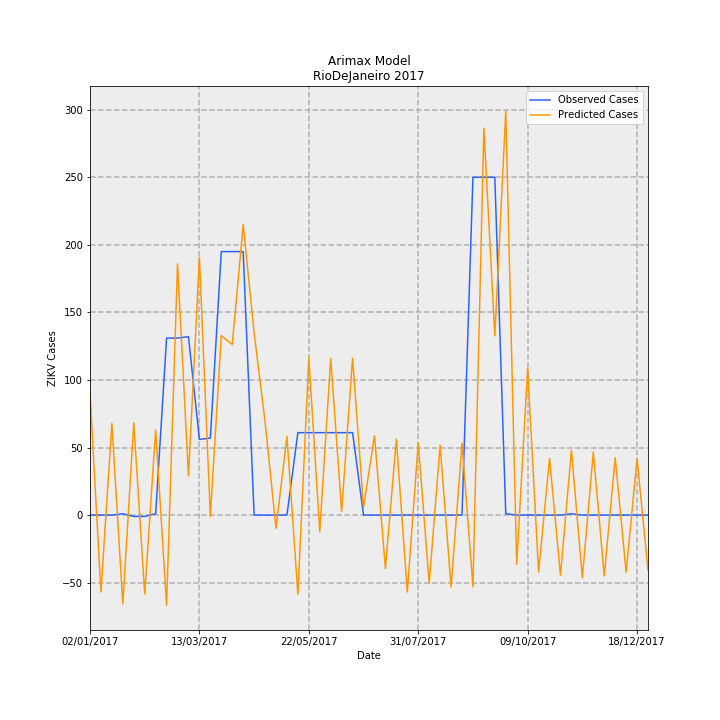 Arimax Model
RioDeJaneiro 2017
Observed Cases
Predicted Cases
300
250
200
150
100
50
0
−50
ZIKV Cases
02/01/2017 13/03/2017 22/05/2017 31/07/2017 09/10/2017 18/12/2017
Date